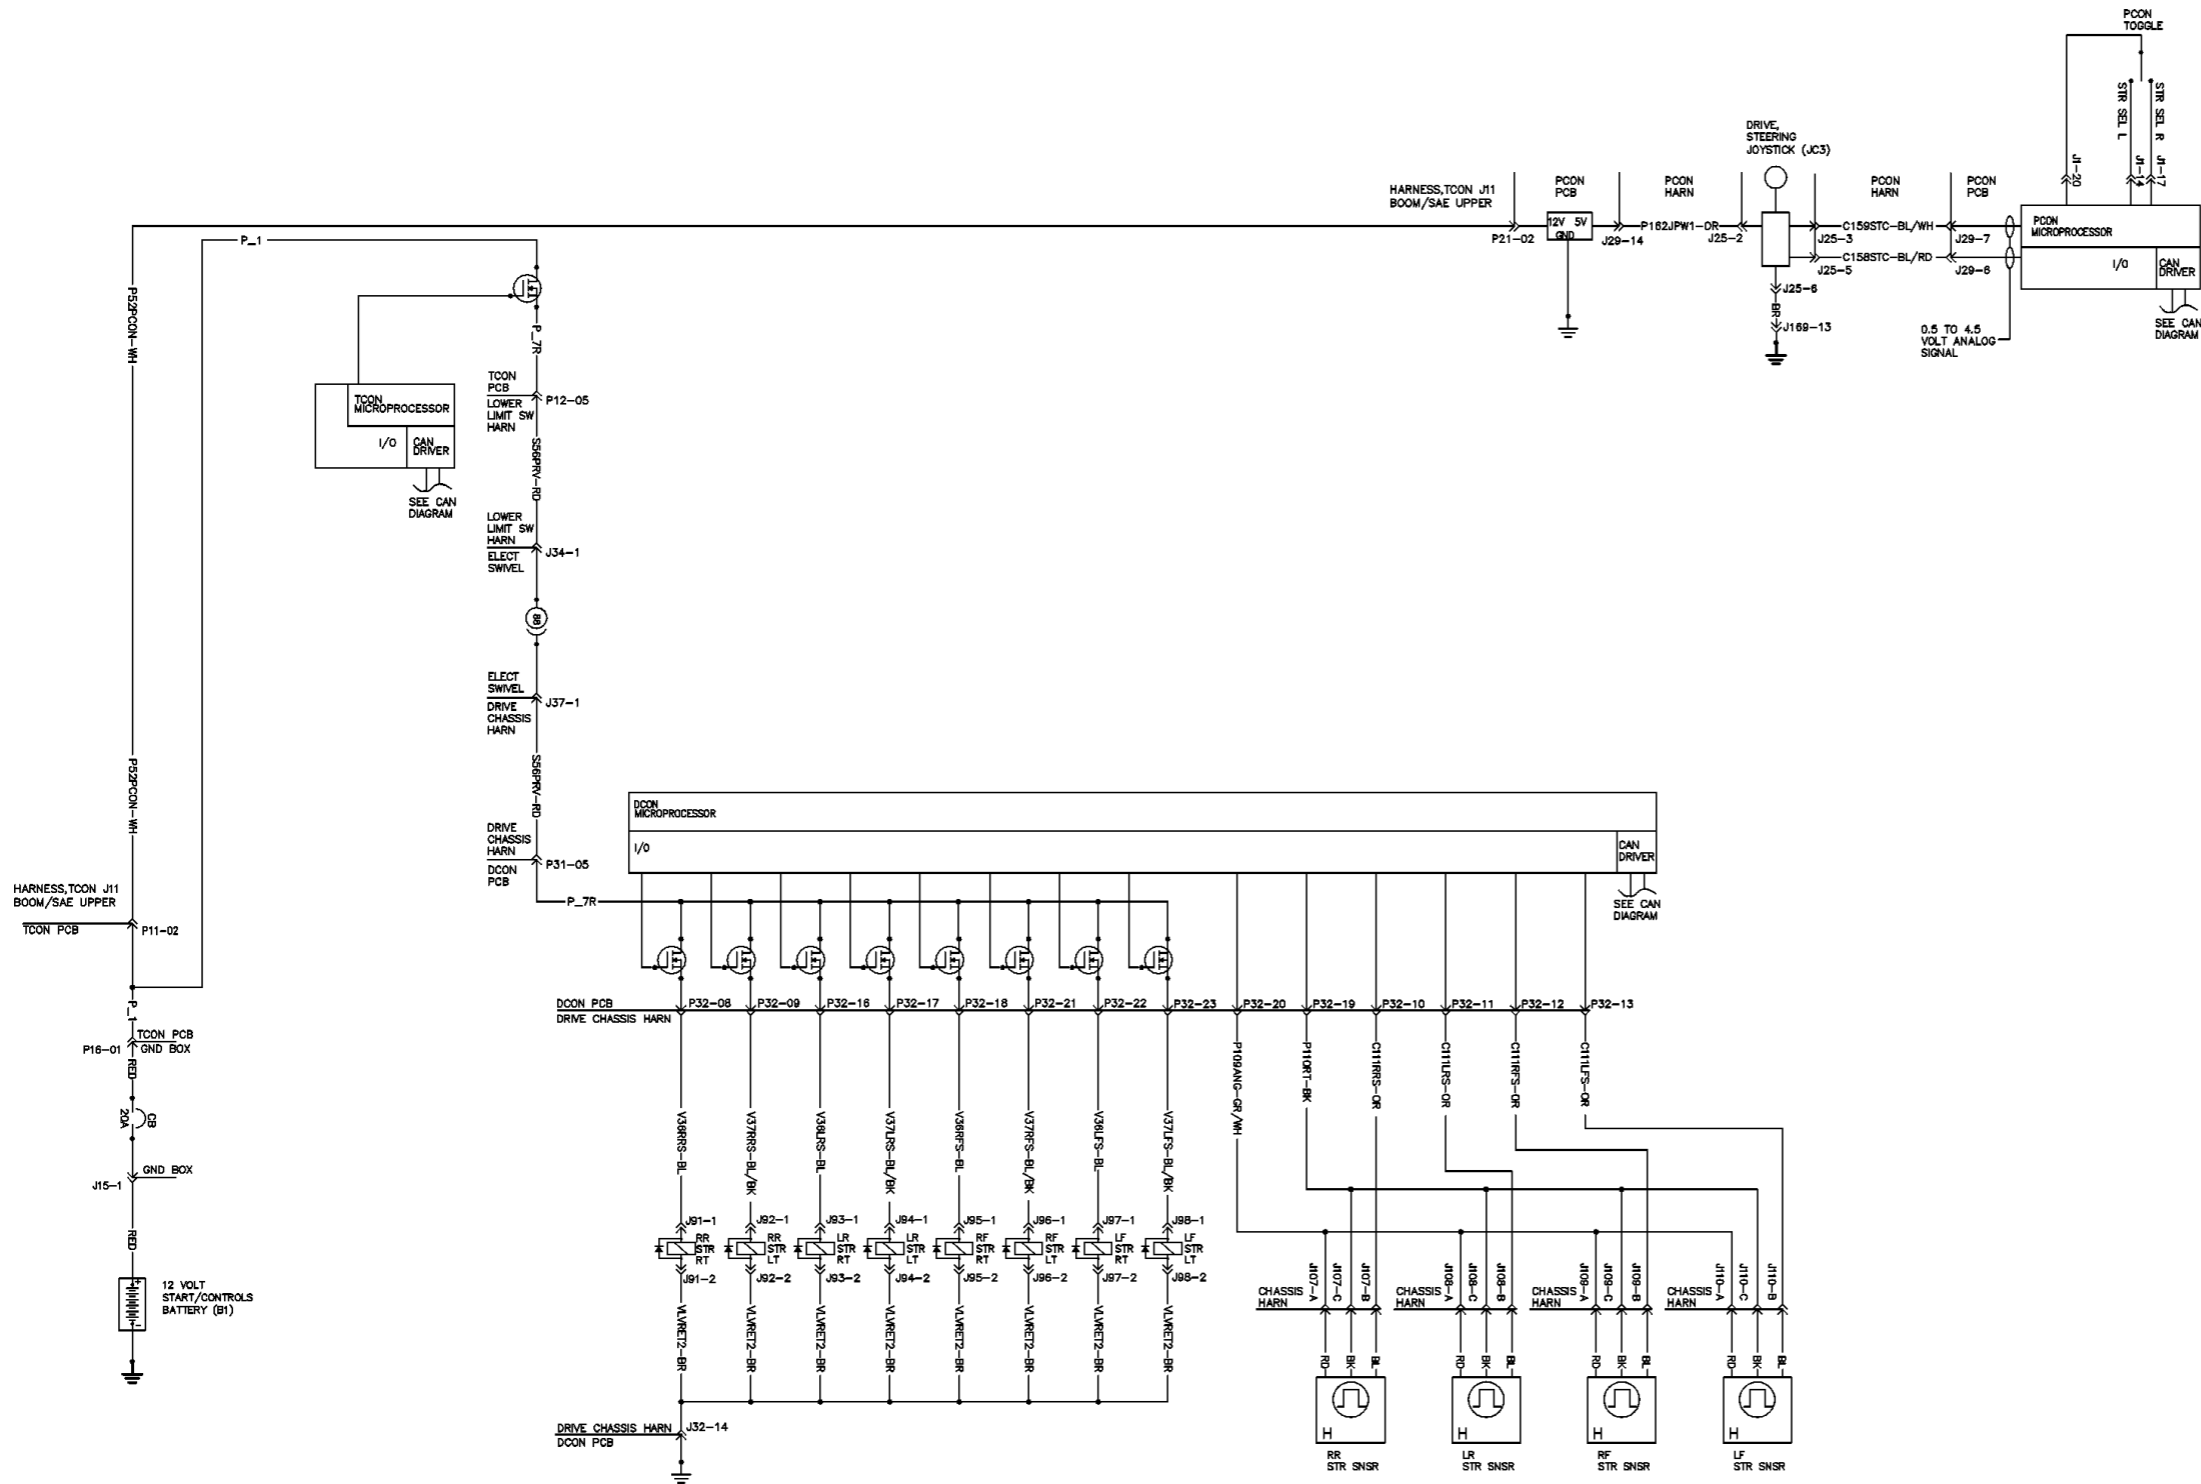 PCON
TOGGLE
STR SEL L
STR SEL R
J1-20
J1-14
J1-17
DRIVE,
STEERING
JOYSTICK (JC3)
HARNESS,TCON J11
BOOM/SAE UPPER
PCON
PCB
PCON
HARN
PCON
HARN
PCON
PCB
P21-02
12V 5V
GND
J29-14
P162JPW1-OR
J25-2
J25-3
C159STC-BL/WH
J29-7
J25-5
C158STC-BL/RD
J29-6
PCON
MICROPROCESSOR
I/O
CAN
DRIVER
SEE CAN
DIAGRAM
J25-6
BR
J169-13
0.5 TO 4.5
VOLT ANALOG
SIGNAL
P_1
P52PCON-WH
P_7R
TCON
MICROPROCESSOR
I/O
CAN
DRIVER
SEE CAN
DIAGRAM
TCON
PCB
P12-05
LOWER
LIMIT SW
HARN
S56PRV-RD
LOWER
LIMIT SW
HARN
J34-1
ELECT
SWIVEL
ELECT
SWIVEL
J37-1
DRIVE
CHASSIS
HARN
P52PCON-WH
S56PRV-RD
DRIVE
CHASSIS
HARN
P31-05
DCON
PCB
P_7R
DCON
MICROPROCESSOR
I/O
CAN
DRIVER
SEE CAN
DIAGRAM
HARNESS,TCON J11
BOOM/SAE UPPER
TCON PCB
P11-02
P_1
TCON PCB
P16-01
GND BOX
RED
CB
20A
GND BOX
J15-1
RED
12 VOLT
START/CONTROLS
BATTERY (B1)
+
-
DCON PCB
DRIVE CHASSIS HARN
P32-08
P32-09
P32-16
P32-17
P32-18
P32-21
P32-22
P32-23
P32-20
P32-19
P32-10
P32-11
P32-12
P32-13
P109ANG-GR/WH
P110RT-BK
C111RRS-OR
C111LRS-OR
C111RFS-OR
C111LFS-OR
V36RRS-BL
V37RRS-BL/BK
V36LRS-BL
V37LRS-BL/BK
V36RFS-BL
V37RFS-BL/BK
V36LFS-BL
V37LFS-BL/BK
J91-1
J92-1
J93-1
J94-1
J95-1
J96-1
J97-1
J98-1
RR
STR
RT
RR
STR
LT
LR
STR
RT
LR
STR
LT
RF
STR
RT
RF
STR
LT
LF
STR
RT
LF
STR
LT
J91-2
J92-2
J93-2
J94-2
J95-2
J96-2
J97-2
J98-2
VLVRET2-BR
VLVRET2-BR
VLVRET2-BR
VLVRET2-BR
VLVRET2-BR
VLVRET2-BR
VLVRET2-BR
VLVRET2-BR
DRIVE CHASSIS HARN
J32-14
DCON PCB
CHASSIS
HARN
J107-A
J107-C
J107-B
CHASSIS
HARN
J108-A
J108-C
J108-B
CHASSIS
HARN
J109-A
J109-C
J109-B
CHASSIS
HARN
J110-A
J110-C
J110-B
RD
BK
BL
RD
BK
BL
RD
BK
BL
RD
BK
BL
H
H
H
H
RR
STR SNSR
LR
STR SNSR
RF
STR SNSR
LF
STR SNSR